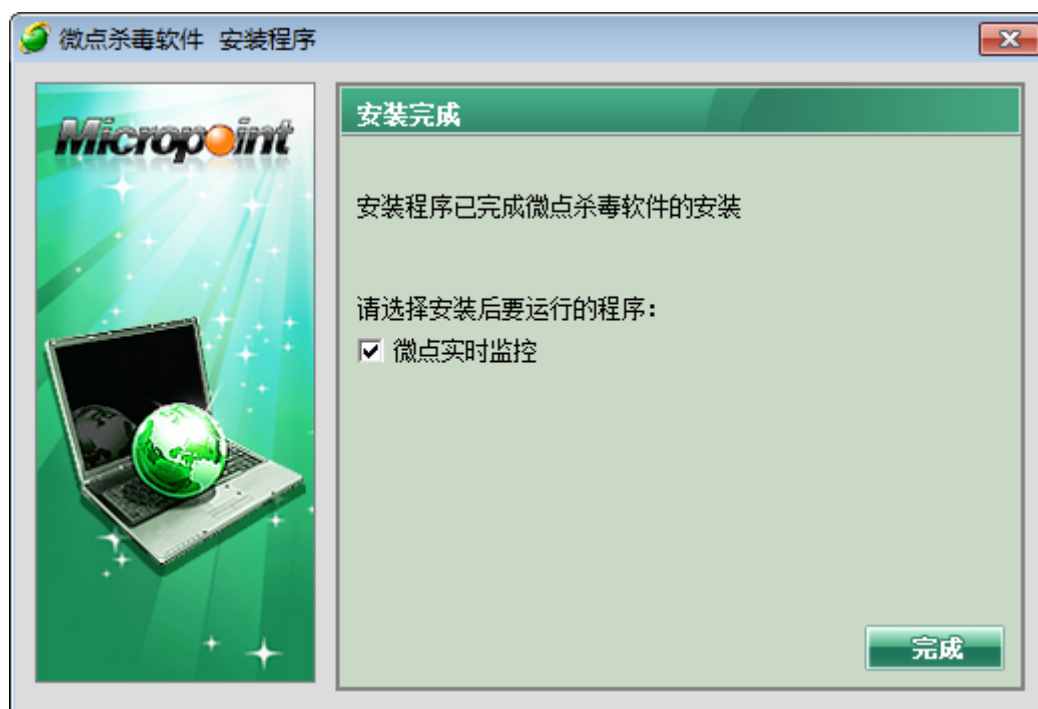 微点杀毒软件 安装程序
Micropoint
安装完成
安装程序已完成微点杀毒软件的安装
请选择安装后要运行的程序：
微点实时监控
完成